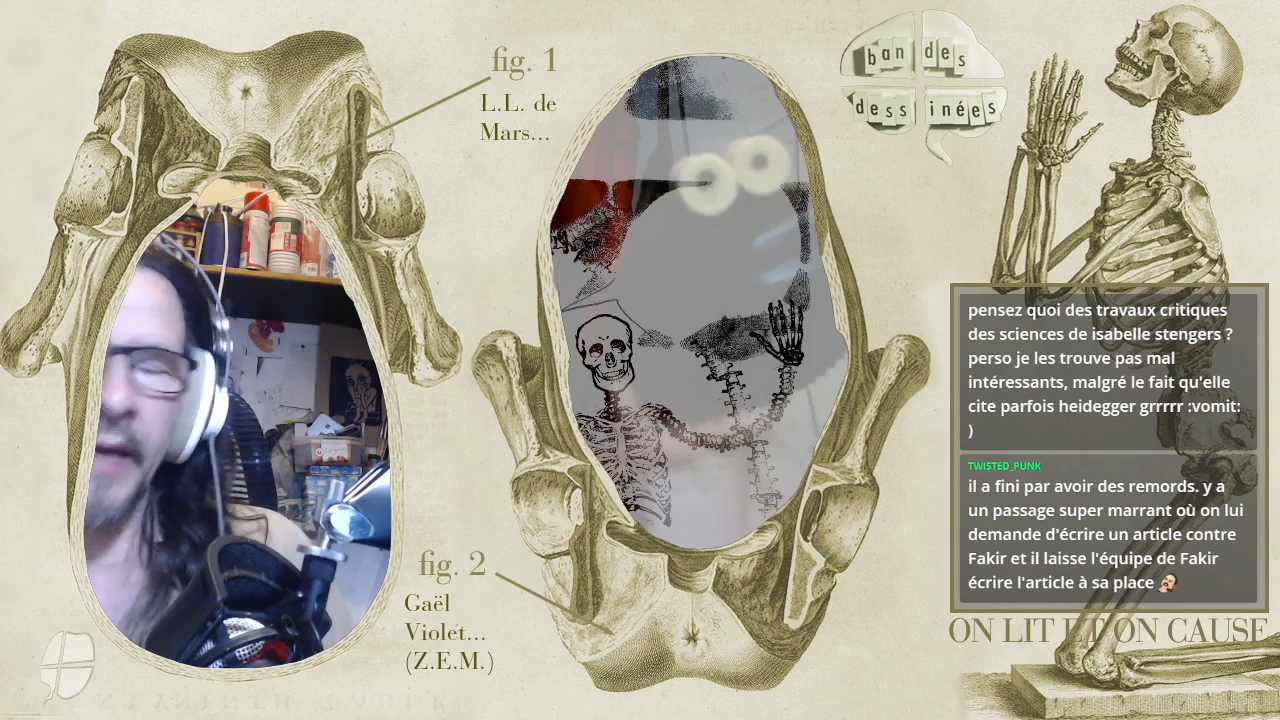 fig. 1
L.L. de
Mars...
ban des
dess inées
pensez quoi des travaux critiques
des sciences de isabelle stengers ?
perso je les trouve pas mal
intéressants, malgré le fait qu'elle
cite parfois heidegger grrrrr :vomit:
)
TWISTED_PUNK
il a fini par avoir des remords. y a
un passage super marrant où on lui
demande d'écrire un article contre
Fakir et il laisse l'équipe de Fakir
écrire l'article à sa place
fig. 2
Gaël
Violet...
(Z.E.M.)
ON LIT ET ON CAUSE